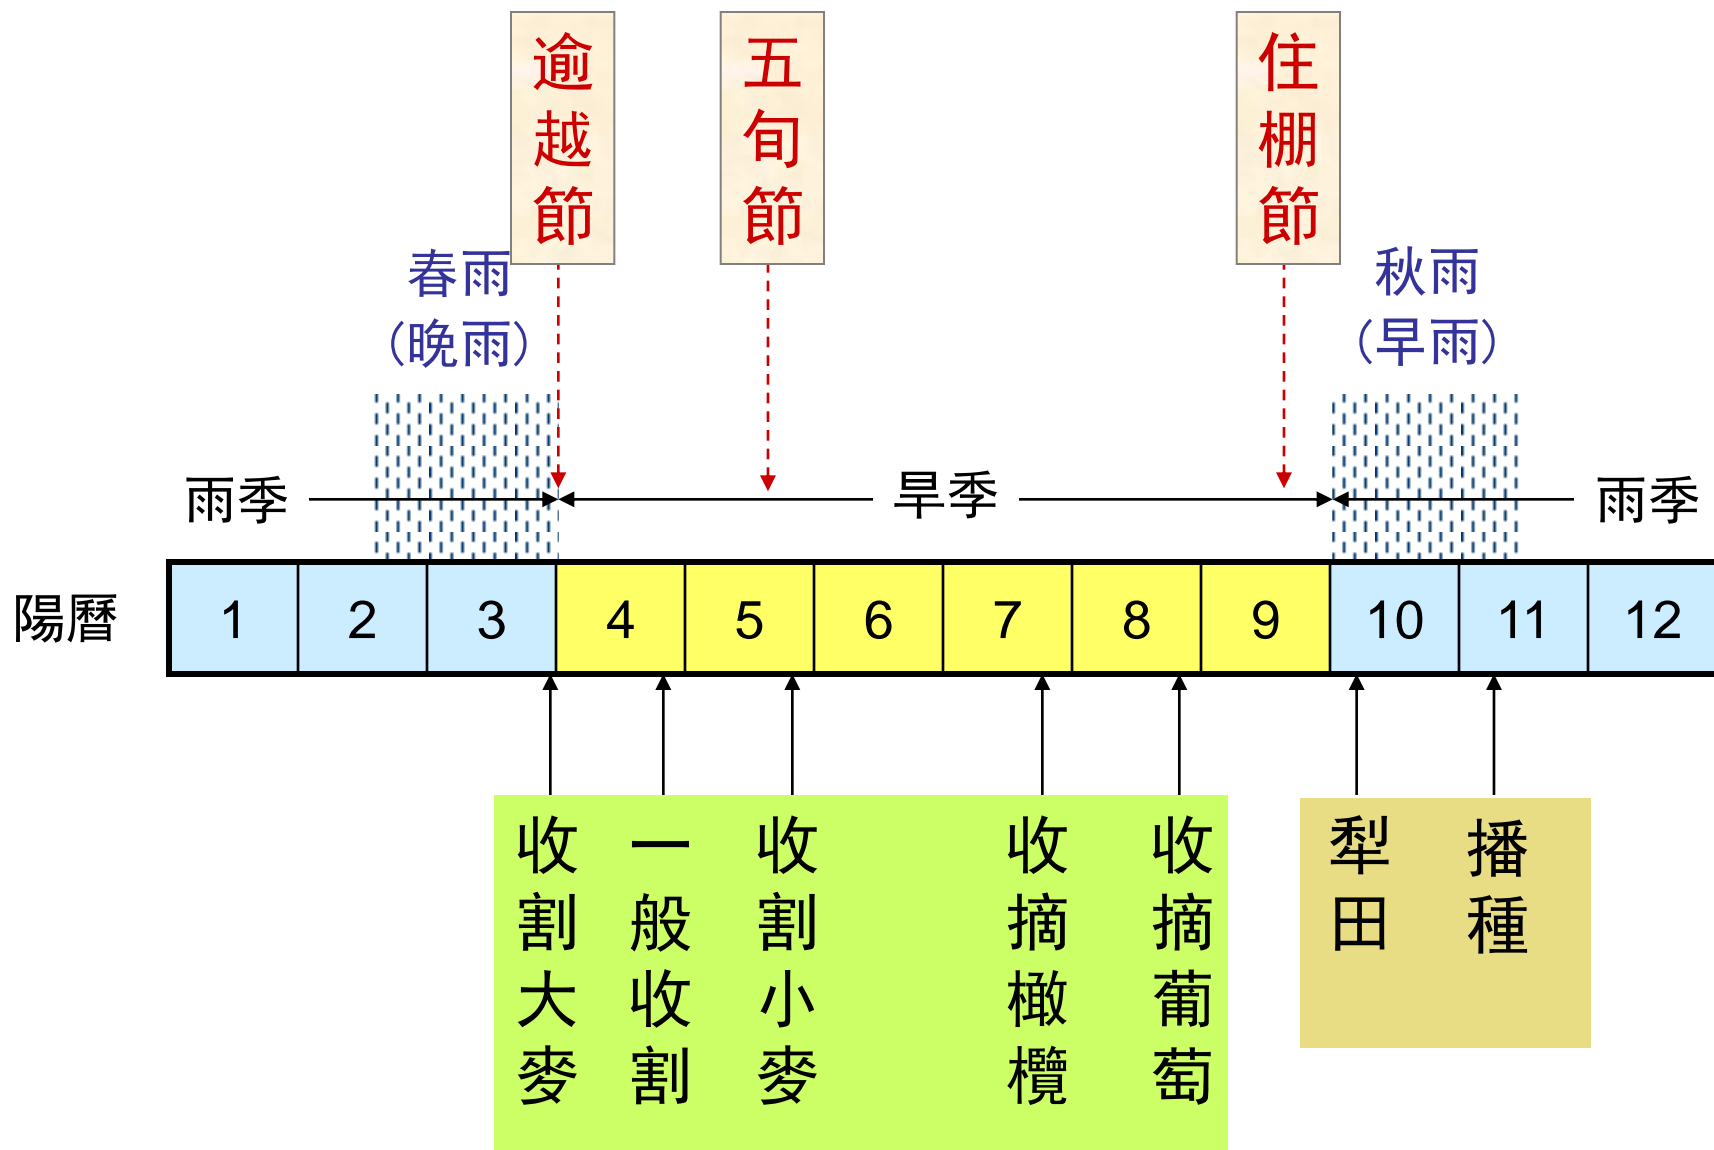 逾越節
五旬節
住棚節
春雨
(晚雨)
秋雨
(早雨)
雨季
旱季
雨季
陽曆
1 2 3 4 5 6 7 8 9 10 11 12
收割大麥
一般收割
收割小麥
收摘橄欖
收摘葡萄
犁田
播種